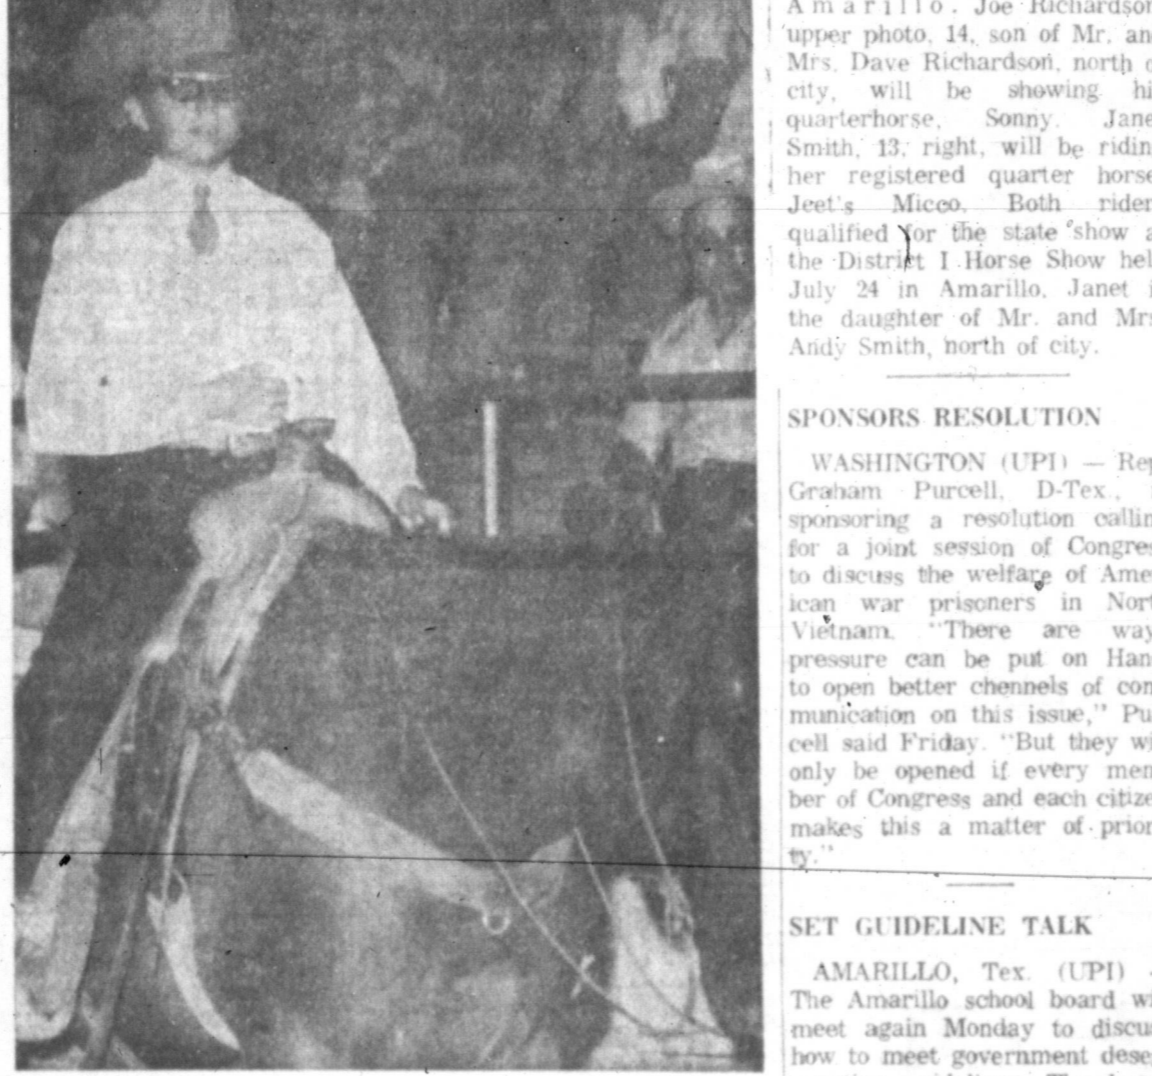 Amarillo. Joe Richardson
upper photo, 14, son of Mr. an
Mrs. Dave Richardson, north o
city, will be showing hi
quarterhorse, Sonny. Jane
Smith, 13, right, will be ridin
her registered quarter horse
Jeet's Micco. Both rider
qualified for the state show a
the District I Horse Show hel
July 24 in Amarillo. Janet i
the daughter of Mr. and Mrs
Andy Smith, north of city.
SPONSORS RESOLUTION
WASHINGTON (UPI) — Rep
Graham Purcell, D-Tex.,
sponsoring a resolution callin
for a joint session of Congres
to discuss the welfare of Ame
ican war prisoners in Nort
Vietnam. "There are way
pressure can be put on Han
to open better chennels of com
munication on this issue," Pu
cell said Friday. "But they wi
only be opened if every mem
ber of Congress and each citize
makes this a matter of prior
ty."
SET GUIDELINE TALK
AMARILLO, Tex. (UPI) -
The Amarillo school board wi
meet again Monday to discus
how to meet government dese